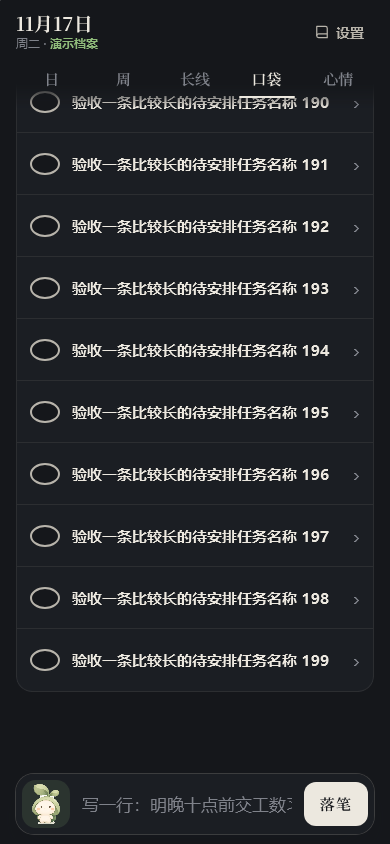 11月17日
周二 · 演示档案
设置
日 周 长线 口袋 心情
验收一条比较长的待安排任务名称 190
验收一条比较长的待安排任务名称 191
验收一条比较长的待安排任务名称 192
验收一条比较长的待安排任务名称 193
验收一条比较长的待安排任务名称 194
验收一条比较长的待安排任务名称 195
验收一条比较长的待安排任务名称 196
验收一条比较长的待安排任务名称 197
验收一条比较长的待安排任务名称 198
验收一条比较长的待安排任务名称 199
写一行：明晚十点前交工数
落笔